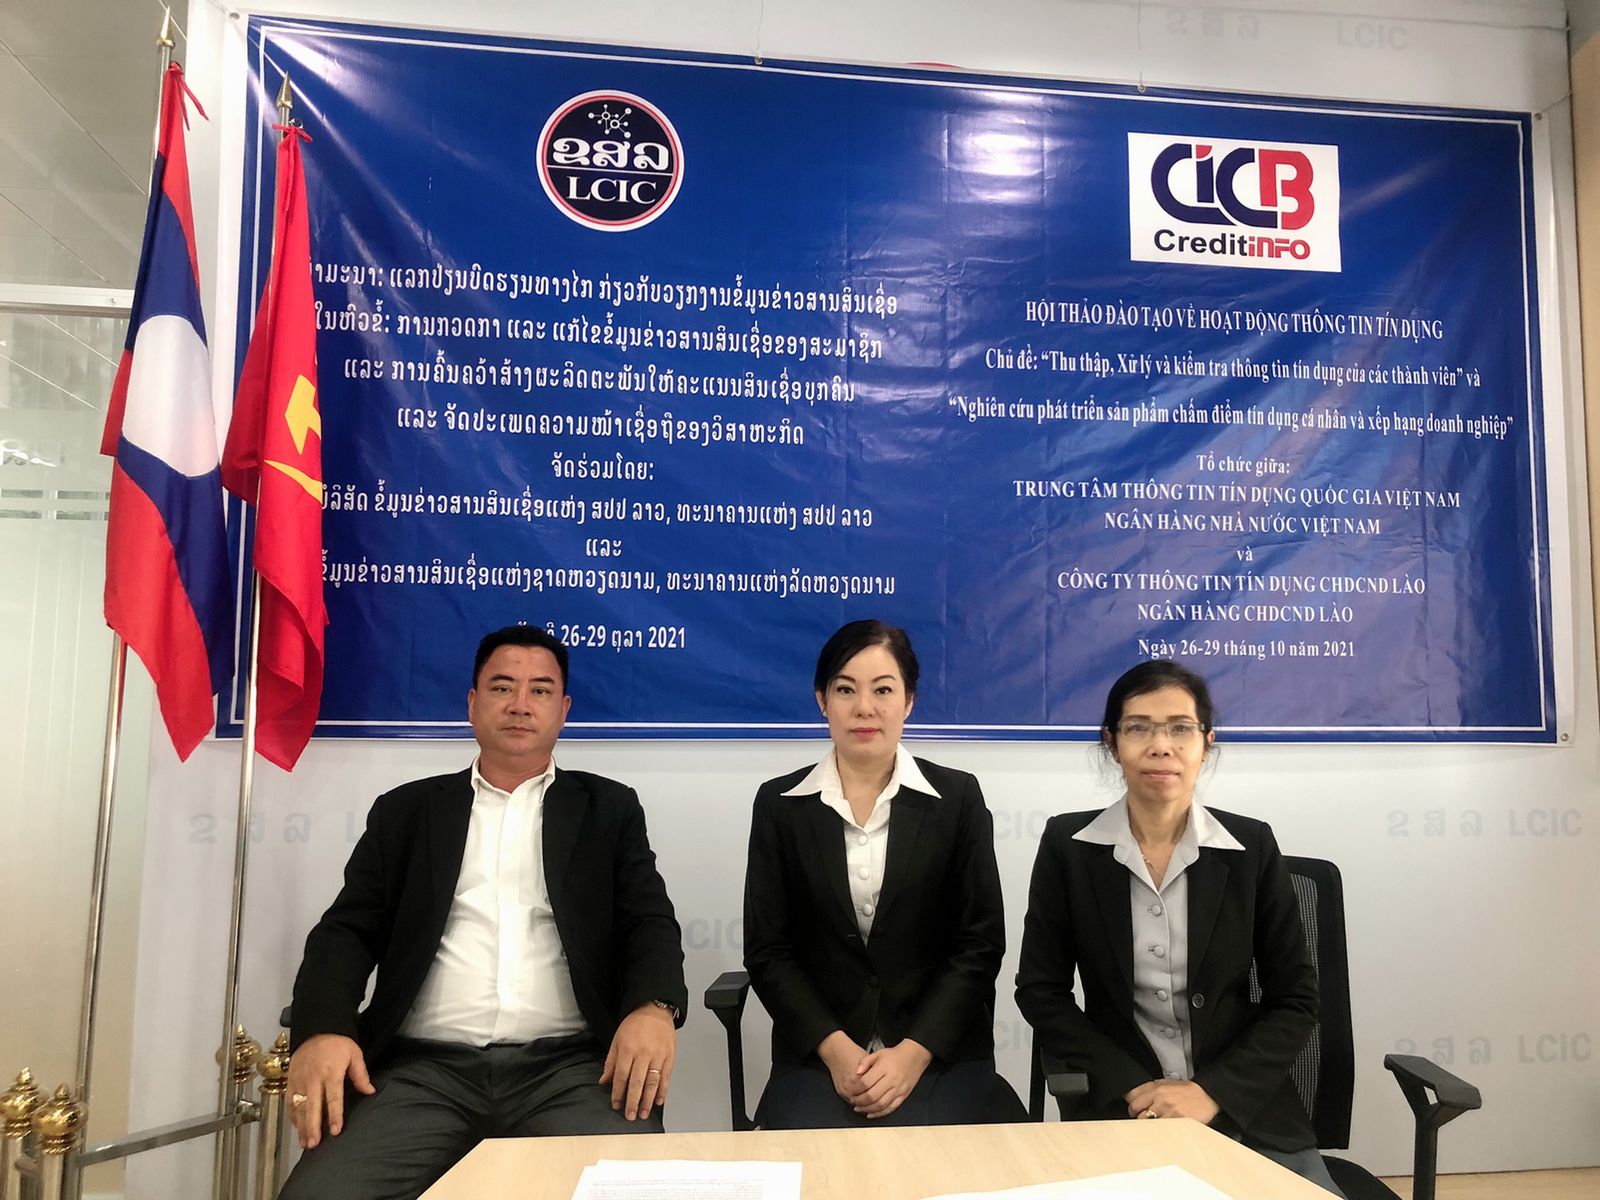 ຂສລ
LCIC
ແລກປ່ຽນບົດຮຽນທາງໄກ ກ່ຽວກັບວຽກງານຂໍ້ມູນຂ່າວສານສິນເຊື່ອ
ໃນຫົວຂໍ້: ການກວດກາ ແລະ ແກ້ໄຂຂໍ້ມູນຂ່າວສານສິນເຊື່ອຂອງສະມາຊິກ
ແລະ ການຄົ້ນຄວ້າສ້າງຜະລິດຕະພັນໃຫ້ຄະແນນສິນເຊື່ອບຸກຄົນ
ແລະ ຈັດປະເພດຄວາມໜ້າເຊື່ອຖືຂອງວິສາຫະກິດ
ຈັດຮ່ວມໂດຍ:
ຂໍ້ມູນຂ່າວສານສິນເຊື່ອແຫ່ງ ສປປ ລາວ, ທະນາຄານແຫ່ງ ສປປ ລາວ
ແລະ
ຂໍ້ມູນຂ່າວສານສິນເຊື່ອແຫ່ງຊາດຫວຽດນາມ, ທະນາຄານແຫ່ງລັດຫວຽດນາມ
26-29 ຕຸລາ 2021
CICB
Creditinfo
HỘI THẢO ĐÀO TẠO VỀ HOẠT ĐỘNG THÔNG TIN TÍN DỤNG
Chủ đề: “Thu thập, Xử lý và kiểm tra thông tin tín dụng của các thành viên” và
“Nghiên cứu phát triển sản phẩm chấm điểm tín dụng cá nhân và xếp hạng doanh nghiệp”
Tổ chức giữa:
TRUNG TÂM THÔNG TIN TÍN DỤNG QUỐC GIA VIỆT NAM
NGÂN HÀNG NHÀ NƯỚC VIỆT NAM
và
CÔNG TY THÔNG TIN TÍN DỤNG CHDCND LÀO
NGÂN HÀNG CHDCND LÀO
Ngày 26-29 tháng 10 năm 2021
ຂສລ LCIC
ຂສລ LCIC
ຂສລ LCIC